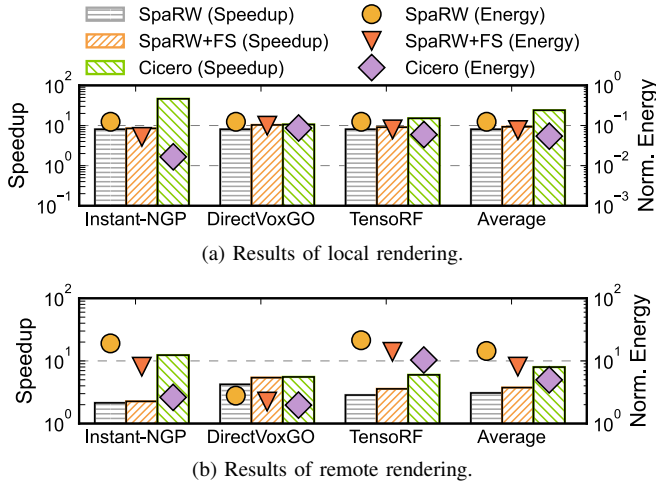 SpaRW (Speedup) SpaRW (Energy)
SpaRW+FS (Speedup) SpaRW+FS (Energy)
Cicero (Speedup) Cicero (Energy)
Speedup
10^2
10^1
10^0
10^-1
10^0
10^-1
10^-2
10^-3
Norm. Energy
Instant-NGP DirectVoxGO TensoRF Average
(a) Results of local rendering.
Speedup
10^2
10^1
10^0
10^2
10^1
10^0
Norm. Energy
Instant-NGP DirectVoxGO TensoRF Average
(b) Results of remote rendering.